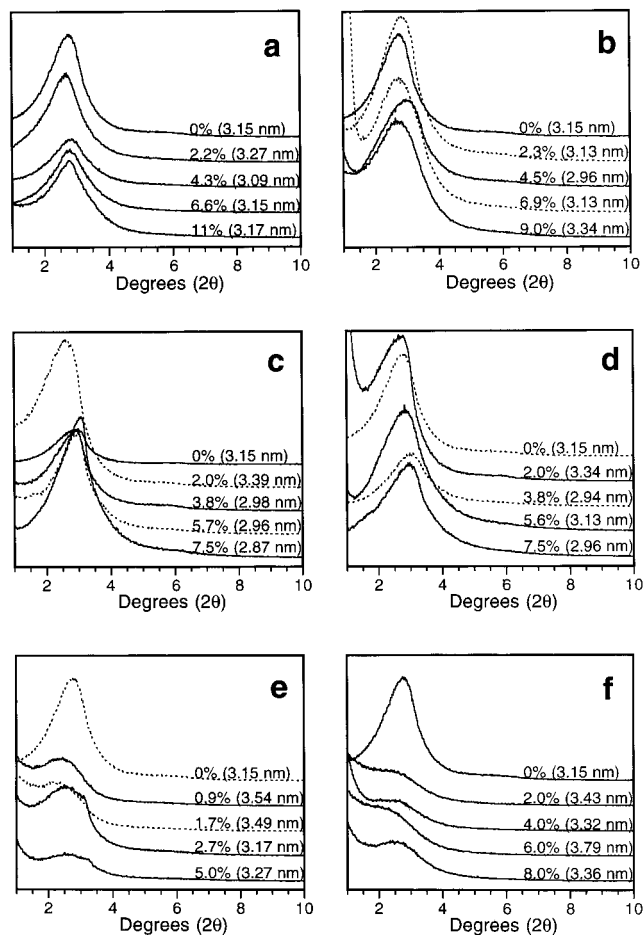 a
0% (3.15 nm)
2.2% (3.27 nm)
4.3% (3.09 nm)
6.6% (3.15 nm)
11% (3.17 nm)
2 4 6 8 10
Degrees (2θ)
b
0% (3.15 nm)
2.3% (3.13 nm)
4.5% (2.96 nm)
6.9% (3.13 nm)
9.0% (3.34 nm)
2 4 6 8 10
Degrees (2θ)
c
0% (3.15 nm)
2.0% (3.39 nm)
3.8% (2.98 nm)
5.7% (2.96 nm)
7.5% (2.87 nm)
2 4 6 8 10
Degrees (2θ)
d
0% (3.15 nm)
2.0% (3.34 nm)
3.8% (2.94 nm)
5.6% (3.13 nm)
7.5% (2.96 nm)
2 4 6 8 10
Degrees (2θ)
e
0% (3.15 nm)
0.9% (3.54 nm)
1.7% (3.49 nm)
2.7% (3.17 nm)
5.0% (3.27 nm)
2 4 6 8 10
Degrees (2θ)
f
0% (3.15 nm)
2.0% (3.43 nm)
4.0% (3.32 nm)
6.0% (3.79 nm)
8.0% (3.36 nm)
2 4 6 8 10
Degrees (2θ)